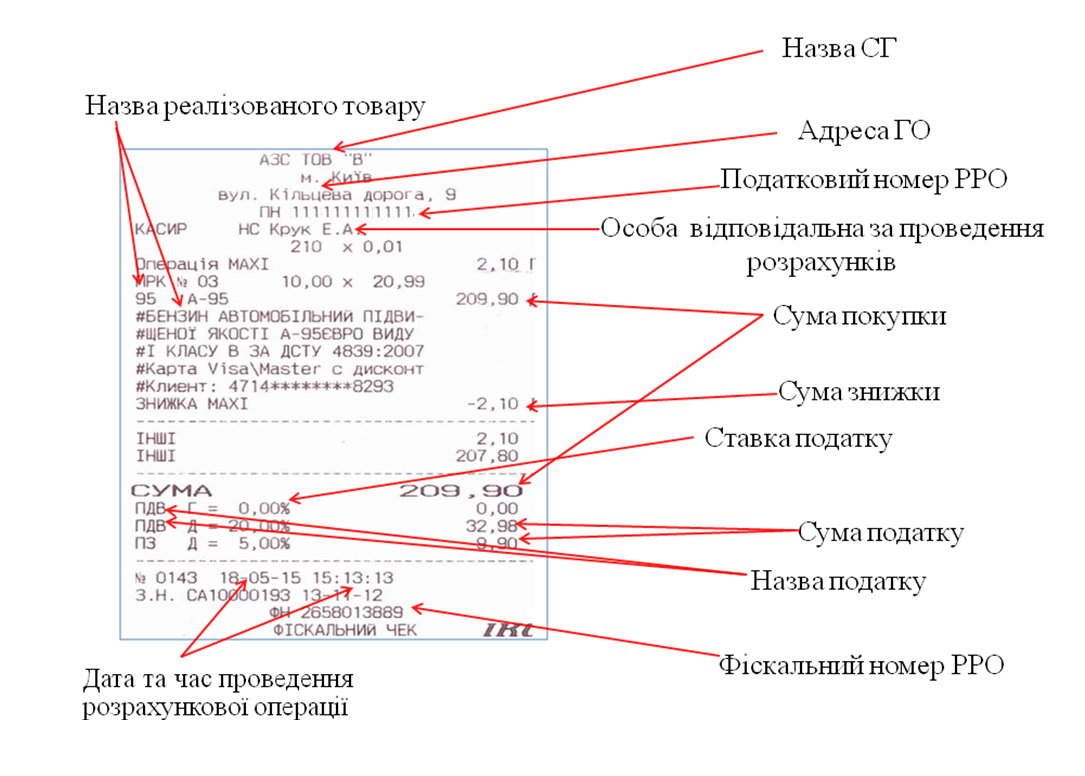 Назва СГ
Назва реалізованого товару
Адреса ГО
Податковий номер РРО
Особа відповідальна за проведення
розрахунків
Сума покупки
Сума знижки
Ставка податку
Сума податку
Назва податку
Фіскальний номер РРО
Дата та час проведення
розрахункової операції
АЗС ТОВ "В"
м. Київ
вул. Кільцева дорога, 9
ПН 111111111111
КАСИР НС Крук Е.А.
210 x 0,01
Операція MAXI 2,10 Г
ПРК № 03 10,00 x 20,99
95 А-95 209,90
#БЕНЗИН АВТОМОБІЛЬНИЙ ПІДВИ-
#ЩЕНОЇ ЯКОСТІ А-95ЄВРО ВИДУ
#І КЛАСУ В ЗА ДСТУ 4839:2007
#Карта Visa\Master с дисконт
#Клиент: 4714********8293
ЗНИЖКА MAXI -2,10
ІНШІ 2,10
ІНШІ 207,80
СУМА 209,90
ПДВ Г = 0,00% 0,00
ПДВ Д = 20,00% 32,98
ПЗ Д = 5,00% 9,90
№ 0143 18-05-15 15:13:13
З.Н. СА10000193 13-11-12
ФН 2658013889
ФІСКАЛЬНИЙ ЧЕК